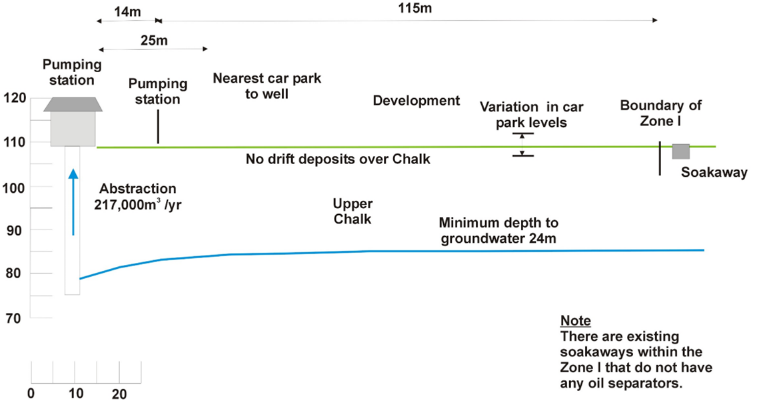 14m
115m
25m
Pumping
station
Pumping
station
Nearest car park
to well
Development
Variation in car
park levels
Boundary of
Zone I
120
110
100
90
80
70
No drift deposits over Chalk
Soakaway
Abstraction
217,000m³ /yr
Upper
Chalk
Minimum depth to
groundwater 24m
Note
There are existing
soakaways within the
Zone I that do not have
any oil separators.
0 10 20